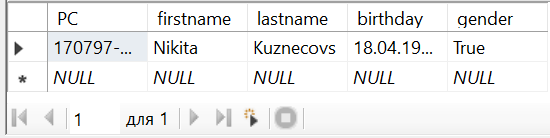 PC firstname lastname birthday gender
170797-... Nikita Kuznecovs 18.04.19... True
NULL NULL NULL NULL NULL
1 для 1